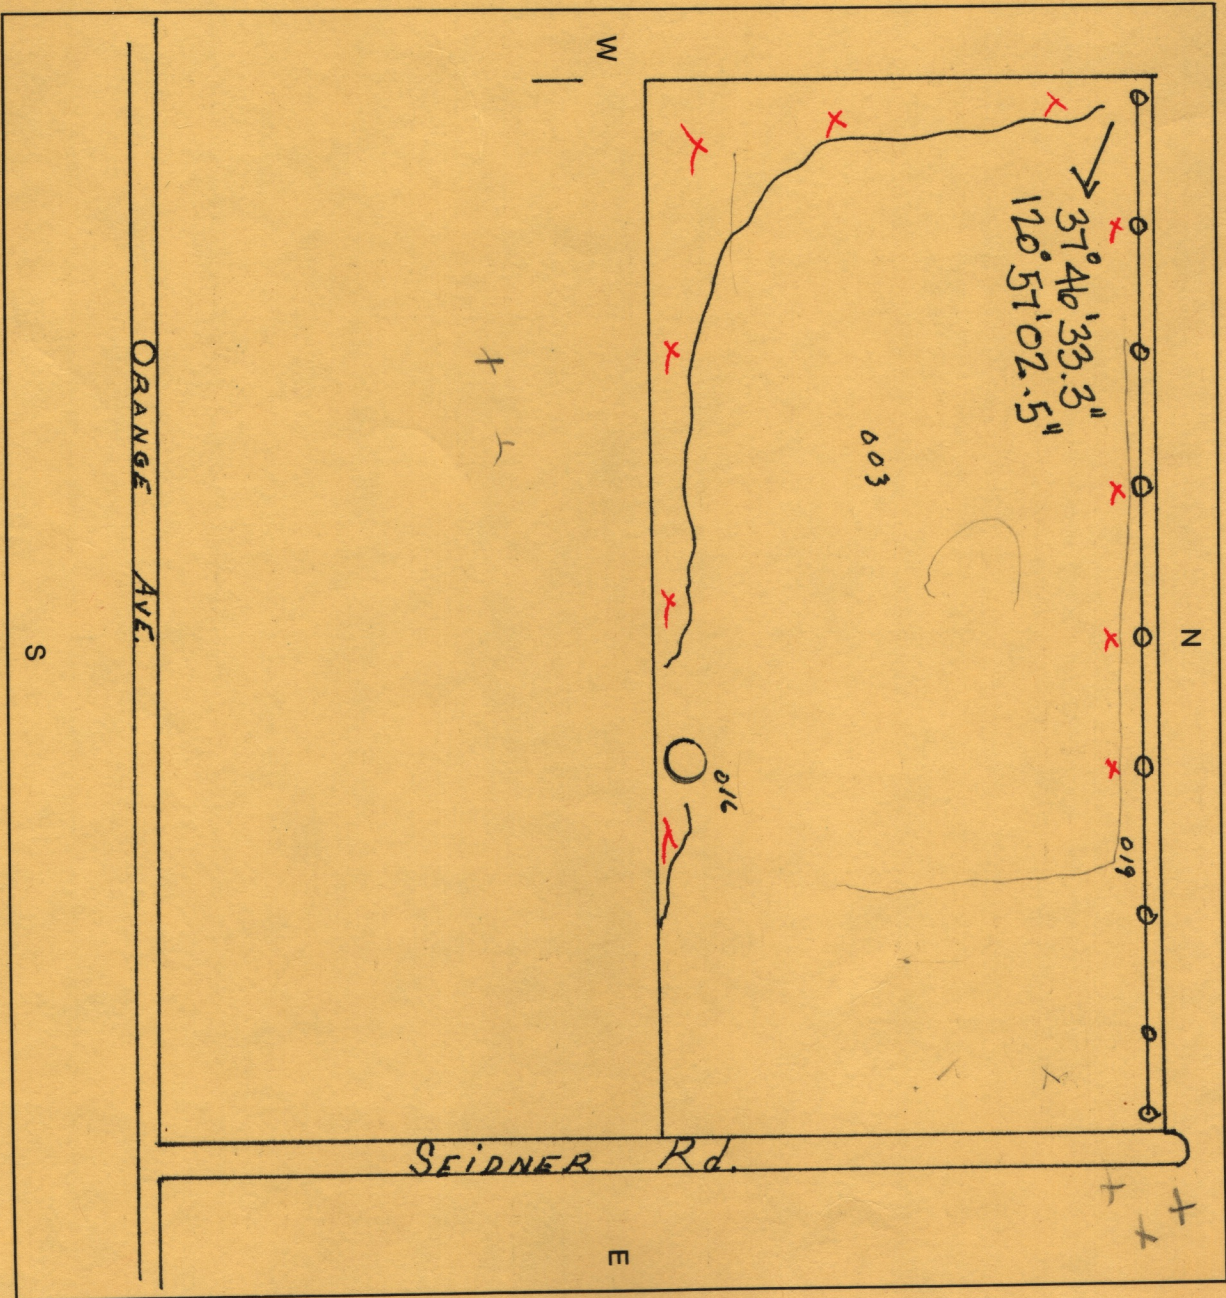 N
W
37°46'33.3"
120°57'02.5"
003
019
016
SEIDNER Rd.
E
ORANGE AVE.
S